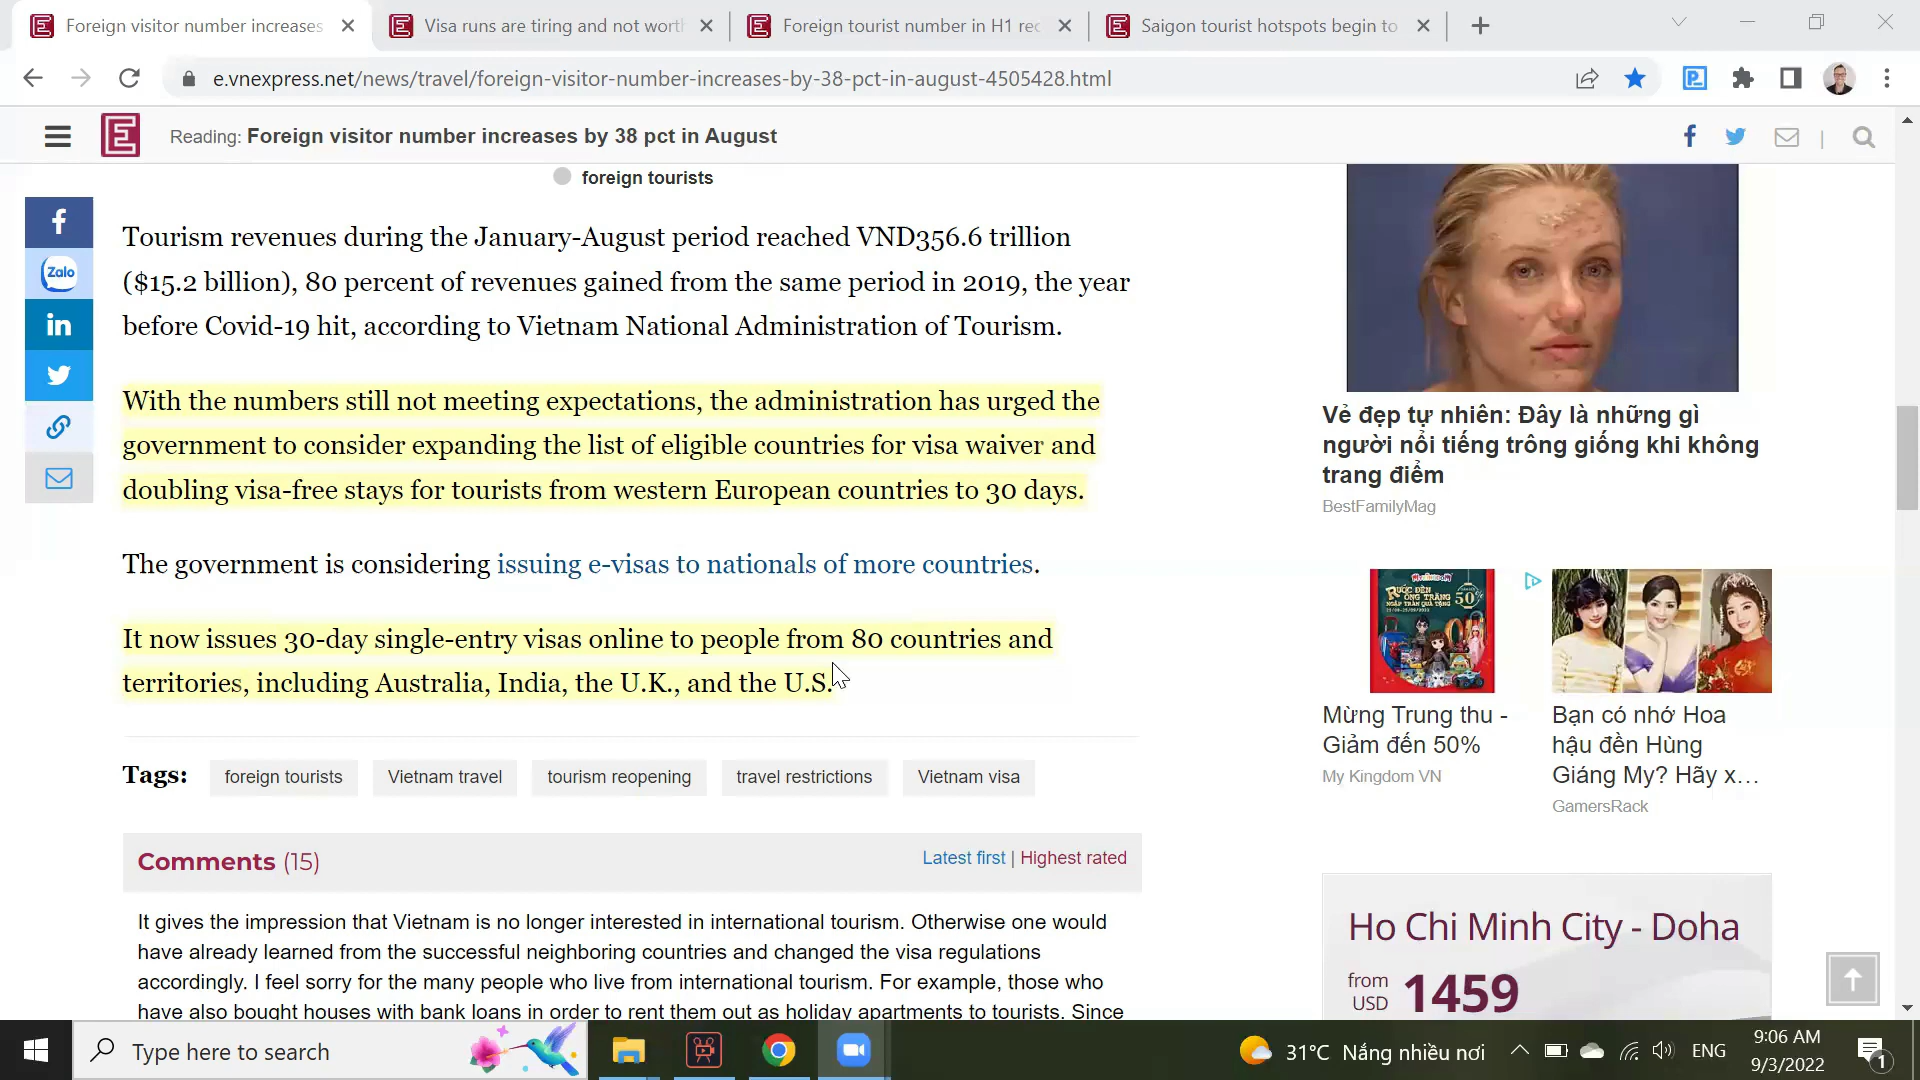 Foreign visitor number increases
Visa runs are tiring and not wort
Foreign tourist number in H1 rec
Saigon tourist hotspots begin to
e.vnexpress.net/news/travel/foreign-visitor-number-increases-by-38-pct-in-august-4505428.html
E
Reading: Foreign visitor number increases by 38 pct in August
foreign tourists
Zalo
in
Tourism revenues during the January-August period reached VND356.6 trillion
($15.2 billion), 80 percent of revenues gained from the same period in 2019, the year
before Covid-19 hit, according to Vietnam National Administration of Tourism.
With the numbers still not meeting expectations, the administration has urged the
government to consider expanding the list of eligible countries for visa waiver and
doubling visa-free stays for tourists from western European countries to 30 days.
The government is considering issuing e-visas to nationals of more countries.
It now issues 30-day single-entry visas online to people from 80 countries and
territories, including Australia, India, the U.K., and the U.S.
Tags: foreign tourists Vietnam travel tourism reopening travel restrictions Vietnam visa
Comments (15)
Latest first | Highest rated
It gives the impression that Vietnam is no longer interested in international tourism. Otherwise one would
have already learned from the successful neighboring countries and changed the visa regulations
accordingly. I feel sorry for the many people who live from international tourism. For example, those who
have also bought houses with bank loans in order to rent them out as holiday apartments to tourists. Since
Vẻ đẹp tự nhiên: Đây là những gì
người nổi tiếng trông giống khi không
trang điểm
BestFamilyMag
RƯỚC ĐÈN
ÔNG TRĂNG
50
Mừng Trung thu -
Giảm đến 50%
My Kingdom VN
Bạn có nhớ Hoa
hậu đền Hùng
Giáng My? Hãy x...
GamersRack
Ho Chi Minh City - Doha
from
USD 1459
Type here to search
31°C Nắng nhiều nơi
ENG
9:06 AM
9/3/2022
1